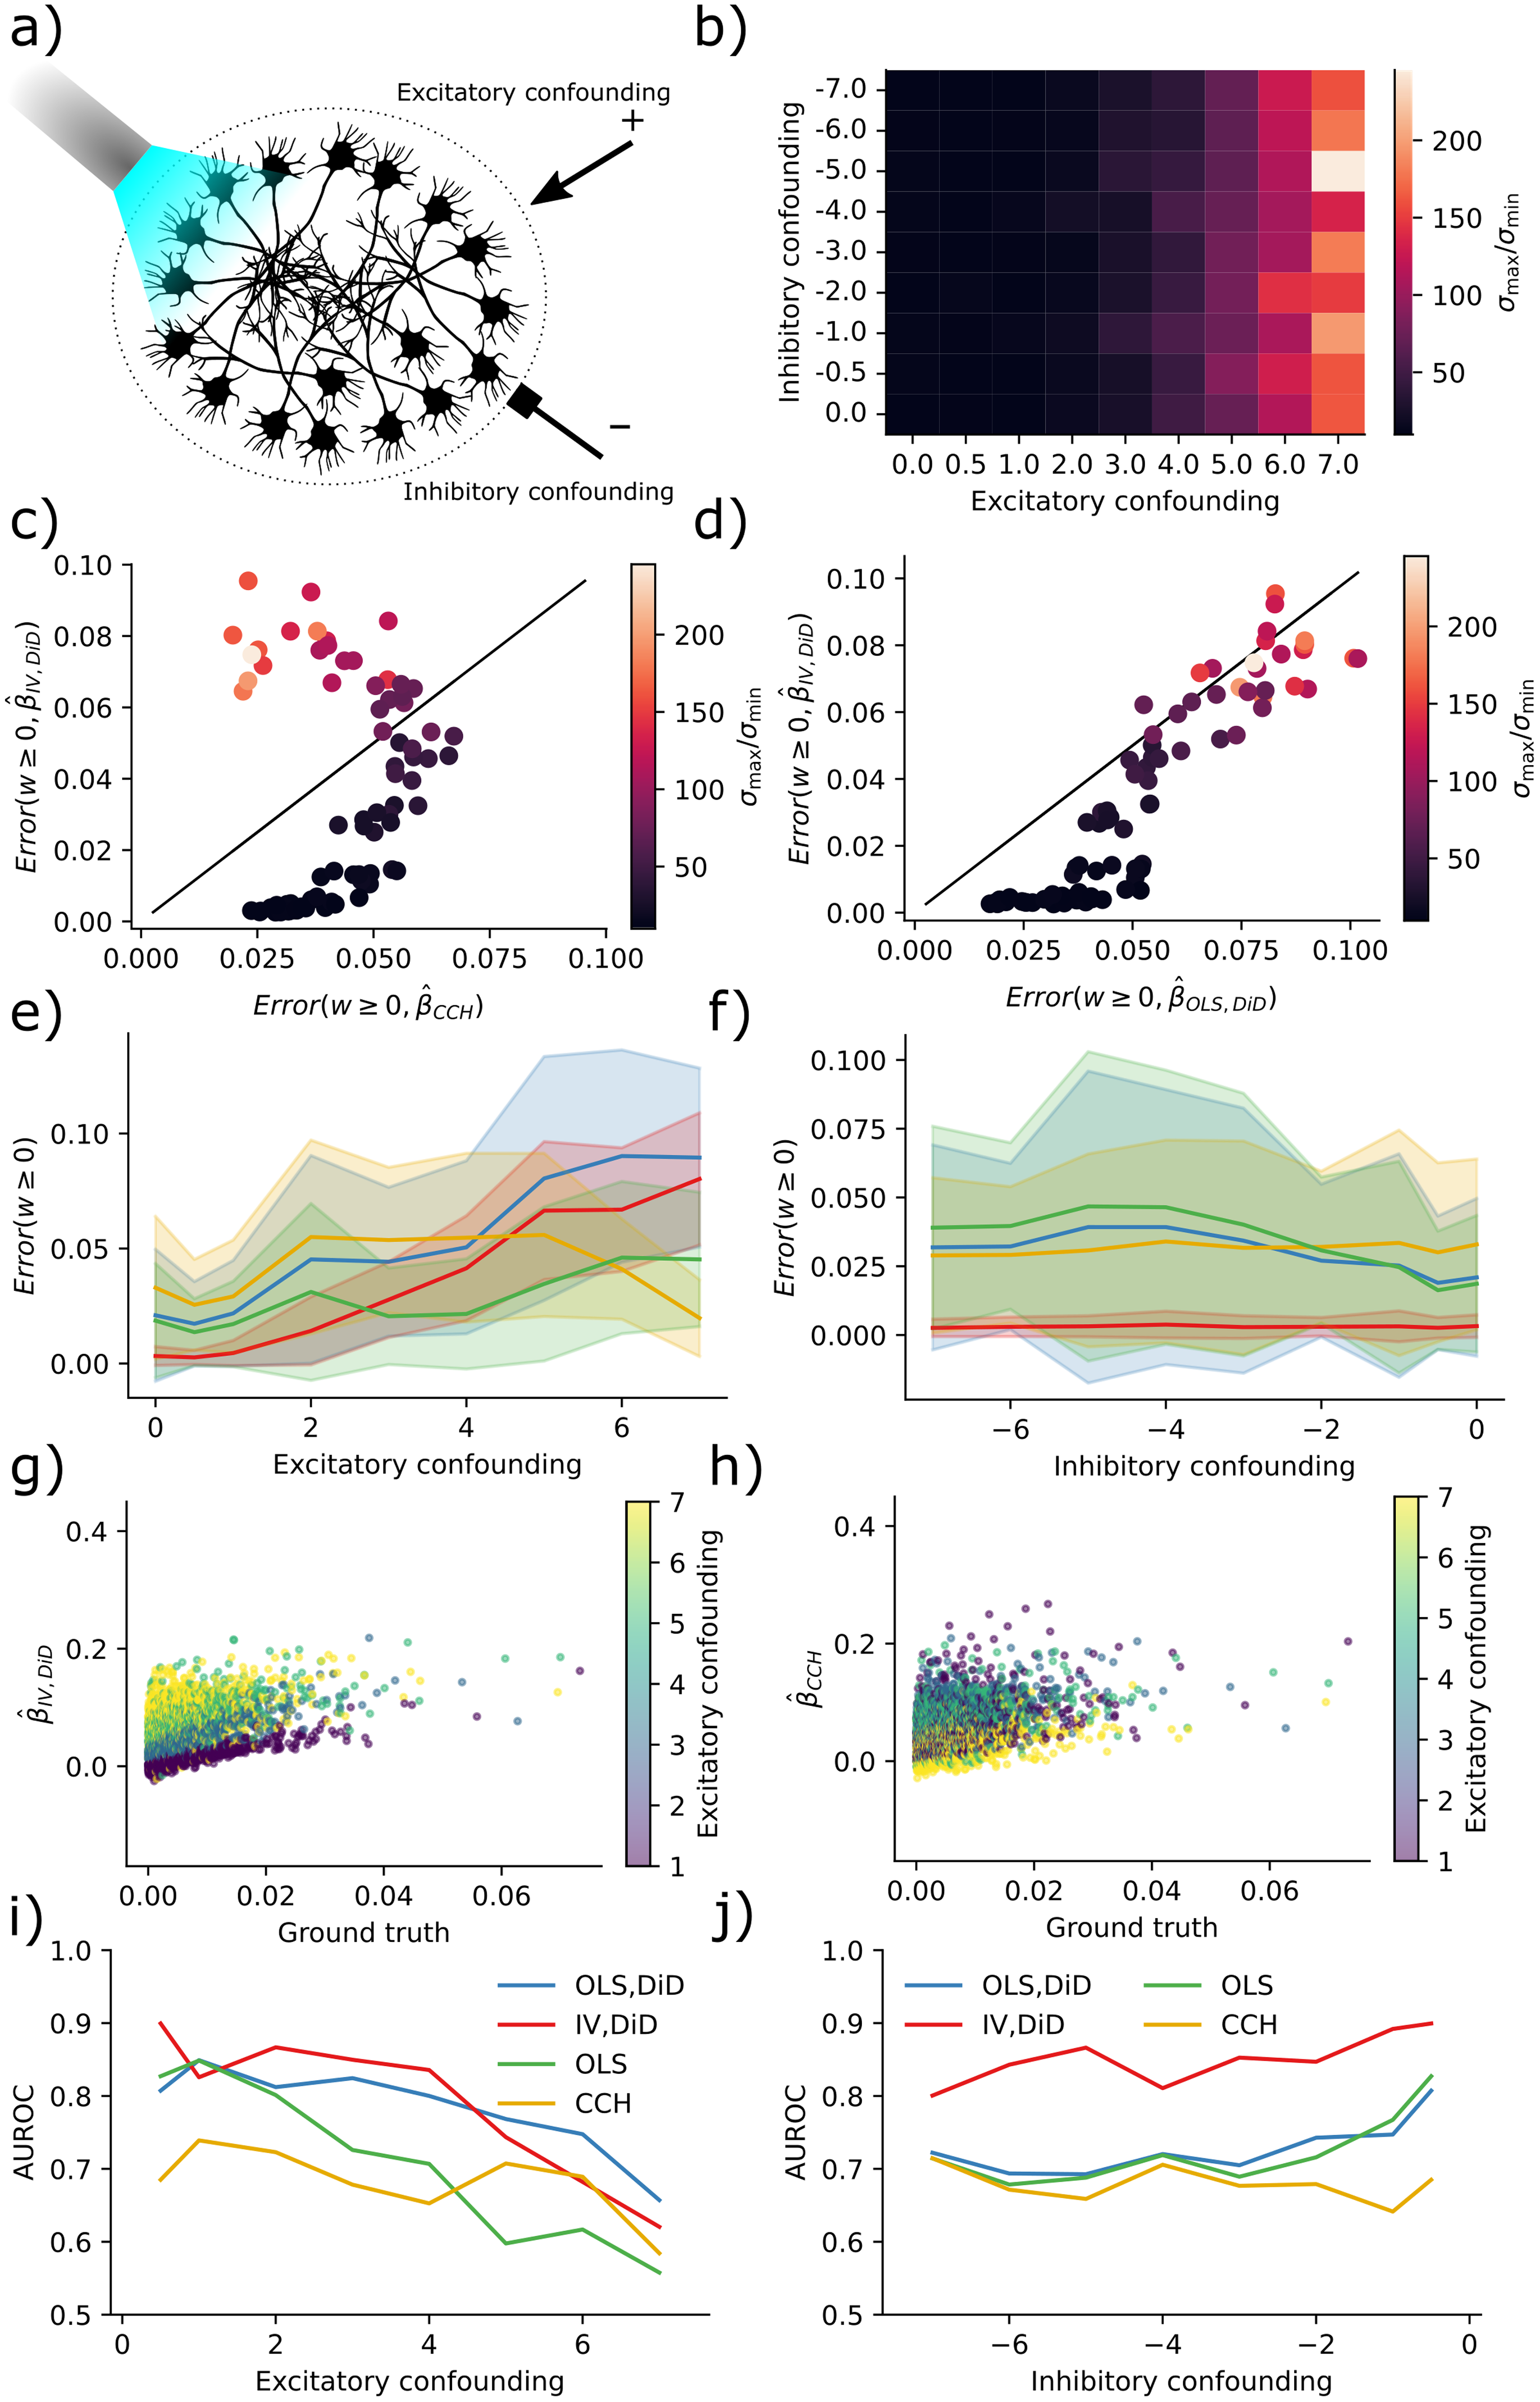 a)
Excitatory confounding
+
−
Inhibitory confounding
b)
Inhibitory confounding
-7.0
-6.0
-5.0
-4.0
-3.0
-2.0
-1.0
-0.5
0.0
0.0 0.5 1.0 2.0 3.0 4.0 5.0 6.0 7.0
Excitatory confounding
200
150
100
50
σmax/σmin
c)
Error(w ≥ 0, β̂IV,DiD)
0.10
0.08
0.06
0.04
0.02
0.00
0.000 0.025 0.050 0.075 0.100
Error(w ≥ 0, β̂CCH)
200
150
100
50
σmax/σmin
d)
Error(w ≥ 0, β̂IV,DiD)
0.10
0.08
0.06
0.04
0.02
0.00
0.000 0.025 0.050 0.075 0.100
Error(w ≥ 0, β̂OLS,DiD)
200
150
100
50
σmax/σmin
e)
Error(w ≥ 0)
0.10
0.05
0.00
0 2 4 6
Excitatory confounding
f)
Error(w ≥ 0)
0.100
0.075
0.050
0.025
0.000
−6 −4 −2 0
Inhibitory confounding
g)
β̂IV,DiD
0.4
0.2
0.0
0.00 0.02 0.04 0.06
Ground truth
7
6
5
4
3
2
1
Excitatory confounding
h)
β̂CCH
0.4
0.2
0.0
0.00 0.02 0.04 0.06
Ground truth
7
6
5
4
3
2
1
Excitatory confounding
i)
AUROC
1.0
0.9
0.8
0.7
0.6
0.5
0 2 4 6
Excitatory confounding
OLS,DiD
IV,DiD
OLS
CCH
j)
AUROC
1.0
0.9
0.8
0.7
0.6
0.5
−6 −4 −2 0
Inhibitory confounding
OLS,DiD OLS
IV,DiD CCH